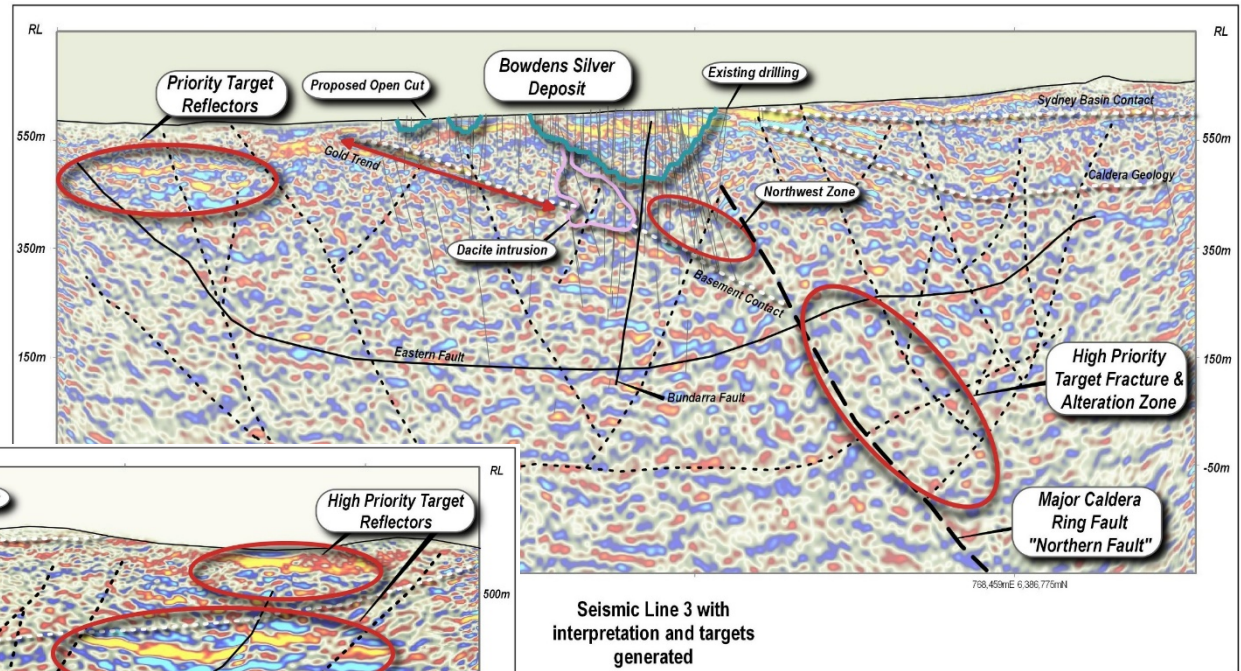 RL
RL
Bowdens Silver
Deposit
Existing drilling
Priority Target
Reflectors
Proposed Open Cut
Sydney Basin Contact
550m
550m
Gold Trend
Caldera Geology
Northwest Zone
350m
Dacite intrusion
350m
Basement Contact
Eastern Fault
150m
150m
High Priority
Target Fracture &
Alteration Zone
Bundarra Fault
-50m
RL
High Priority Target
Reflectors
Major Caldera
Ring Fault
"Northern Fault"
768,459mE 6,386,775mN
500m
Seismic Line 3 with
interpretation and targets
generated